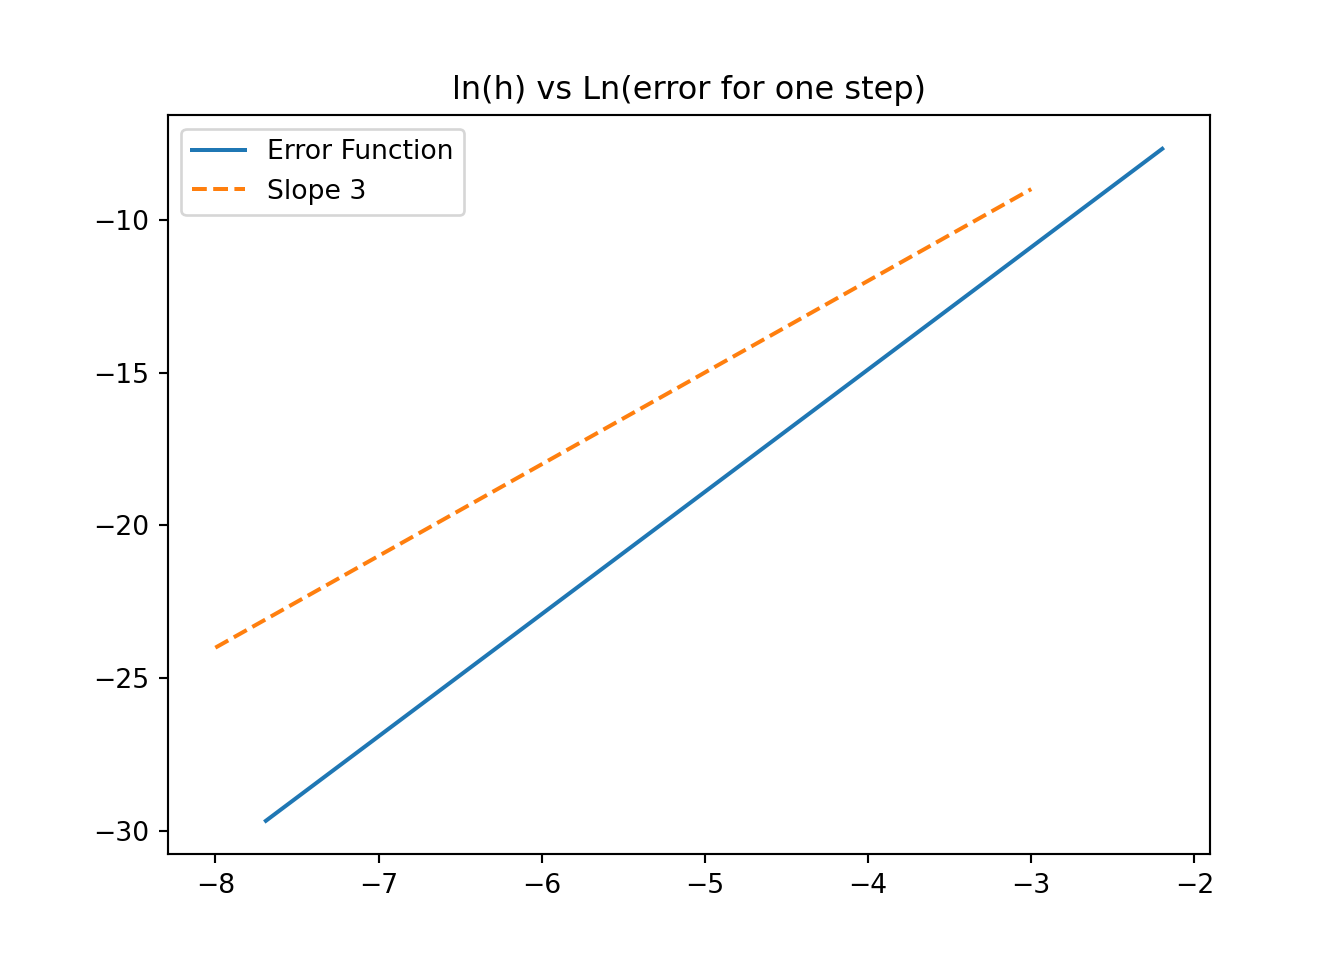 ln(h) vs Ln(error for one step)
Error Function
Slope 3
−10
−15
−20
−25
−30
−8 −7 −6 −5 −4 −3 −2